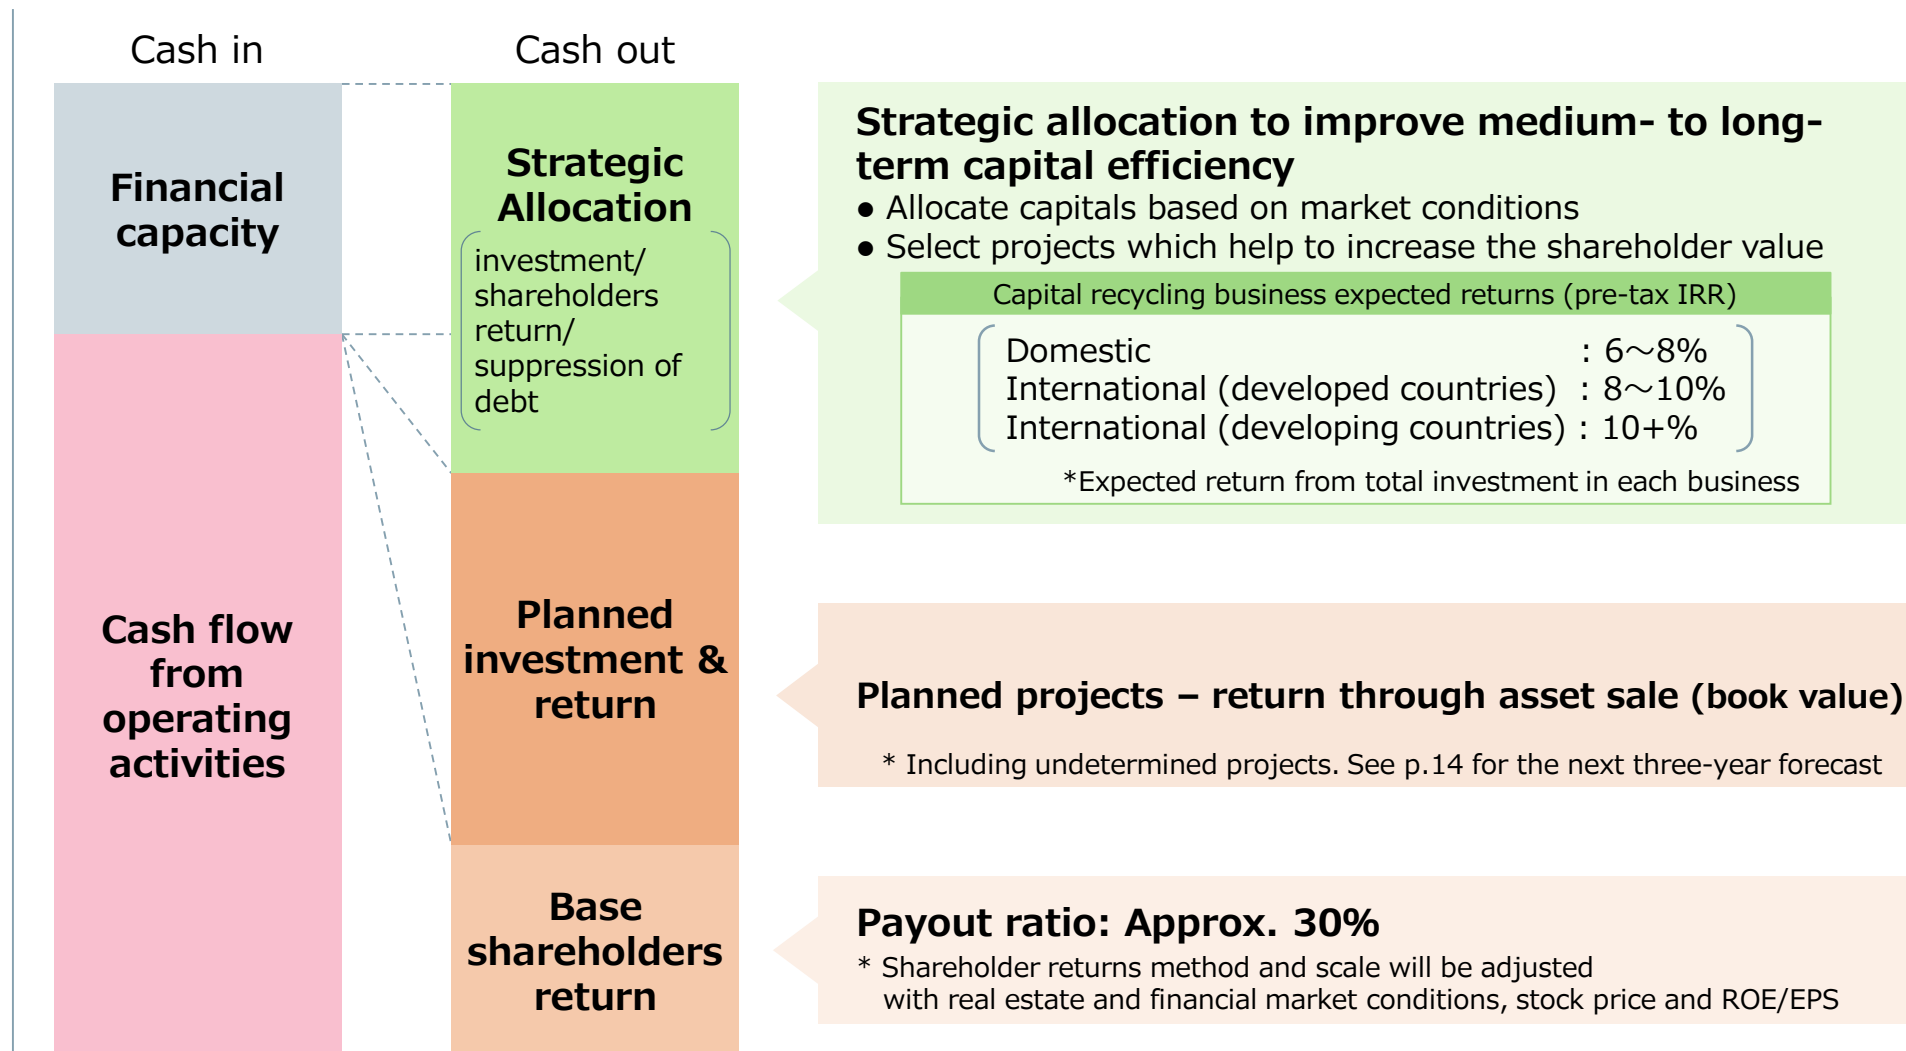 Cash in
Cash out
Financial
capacity
Cash flow
from
operating
activities
Strategic
Allocation
investment/
shareholders
return/
suppression of
debt
Planned
investment &
return
Base
shareholders
return
Strategic allocation to improve medium- to long-
term capital efficiency
● Allocate capitals based on market conditions
● Select projects which help to increase the shareholder value
Capital recycling business expected returns (pre-tax IRR)
Domestic : 6～8%
International (developed countries) : 8～10%
International (developing countries) : 10+%
*Expected return from total investment in each business
Planned projects – return through asset sale (book value)
* Including undetermined projects. See p.14 for the next three-year forecast
Payout ratio: Approx. 30%
* Shareholder returns method and scale will be adjusted
with real estate and financial market conditions, stock price and ROE/EPS